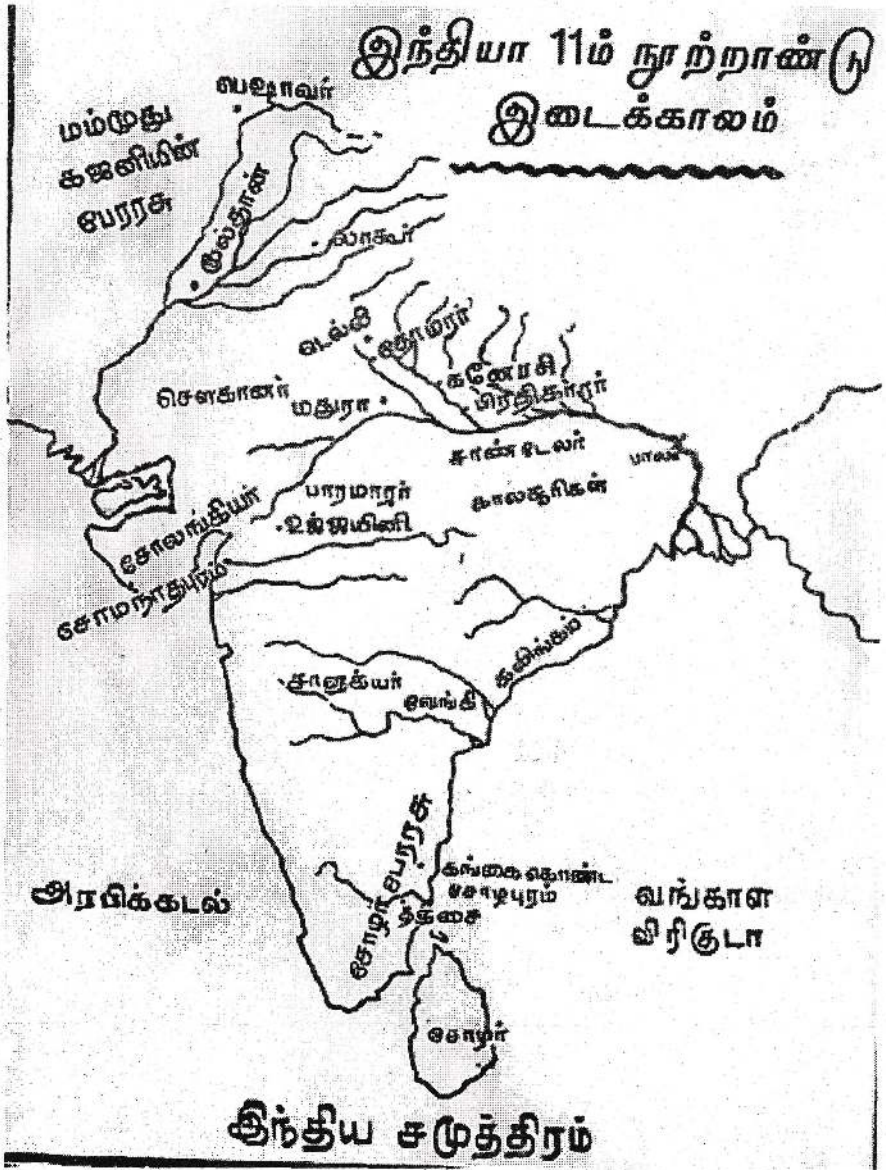 இந்தியா 11ம் நூற்றாண்டு
இடைக்காலம்
பெஷாவர்
மம்முது
கஜனியின்
பேரரசு
மூல்தான்
லாகூர்
டெல்லி
தோமரர்
சௌகானர்
மதுரா
கனேரசி
பிரதிகாரர்
சாண்டேலர்
பாலர்
பாரமாரர்
காலசூரிகள்
உஜ்ஜயினி
சோலங்கியர்
சோமநாதபுரம்
கலிங்கம்
சாளுக்யர்
வேங்கி
சோழர் பேரரசு
கங்கைகொண்ட
சோழபுரம்
அரபிக்கடல்
வங்காள
விரிகுடா
சோழர்
இந்திய சமுத்திரம்